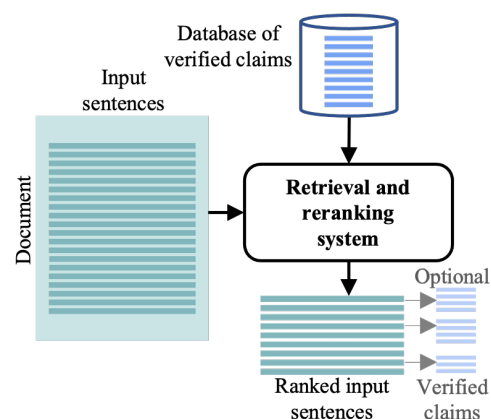 Database of
verified claims
Input
sentences
Document
Retrieval and
reranking
system
Optional
Ranked input
sentences
Verified
claims